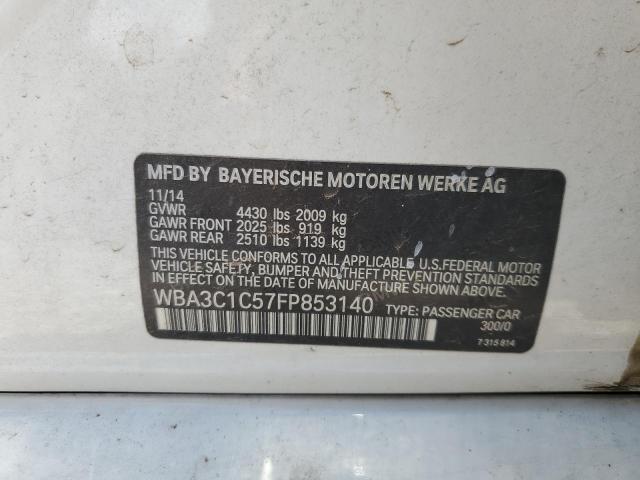 MFD BY BAYERISCHE MOTOREN WERKE AG
11/14
GVWR 4430 lbs 2009 kg
GAWR FRONT 2025 lbs 919 kg
GAWR REAR 2510 lbs 1139 kg
THIS VEHICLE CONFORMS TO ALL APPLICABLE U.S.FEDERAL MOTOR
VEHICLE SAFETY, BUMPER AND THEFT PREVENTION STANDARDS
IN EFFECT ON THE DATE OF MANUFACTURE SHOWN ABOVE.
WBA3C1C57FP853140 TYPE: PASSENGER CAR
300/0
7 315 814